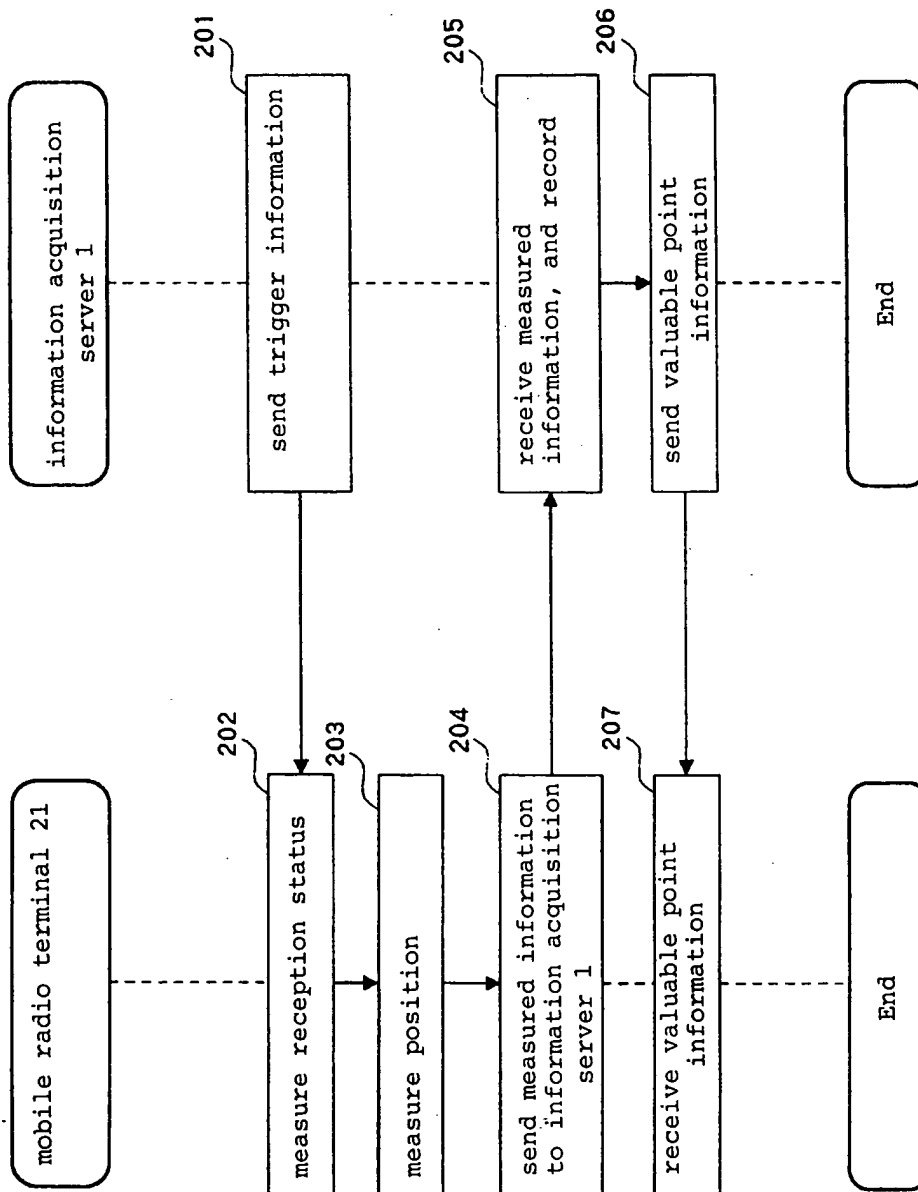 mobile radio terminal 21
information acquisition
server 1
201
send trigger information
202
measure reception status
203
measure position
204
send measured information
to information acquisition
server 1
205
receive measured
information, and record
206
send valuable point
information
207
receive valuable point
information
End
End